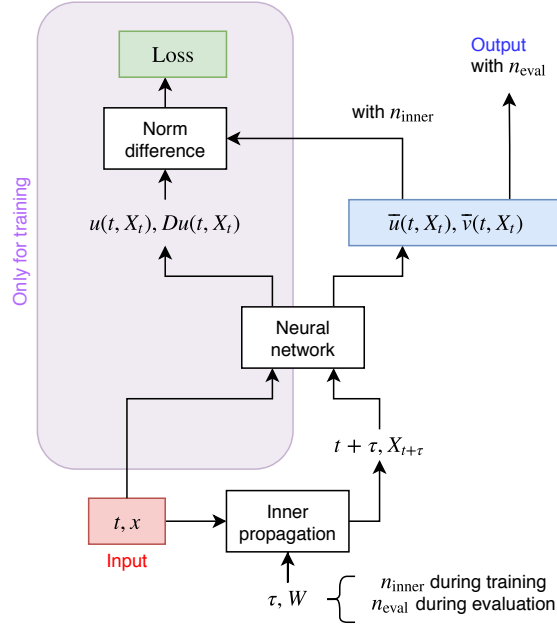 Loss
Output
with n_eval
with n_inner
Norm
difference
u(t, X_t), Du(t, X_t)
u̅(t, X_t), v̅(t, X_t)
Only for training
Neural
network
t + τ, X_{t+τ}
t, x
Input
Inner
propagation
τ, W
n_inner during training
n_eval during evaluation